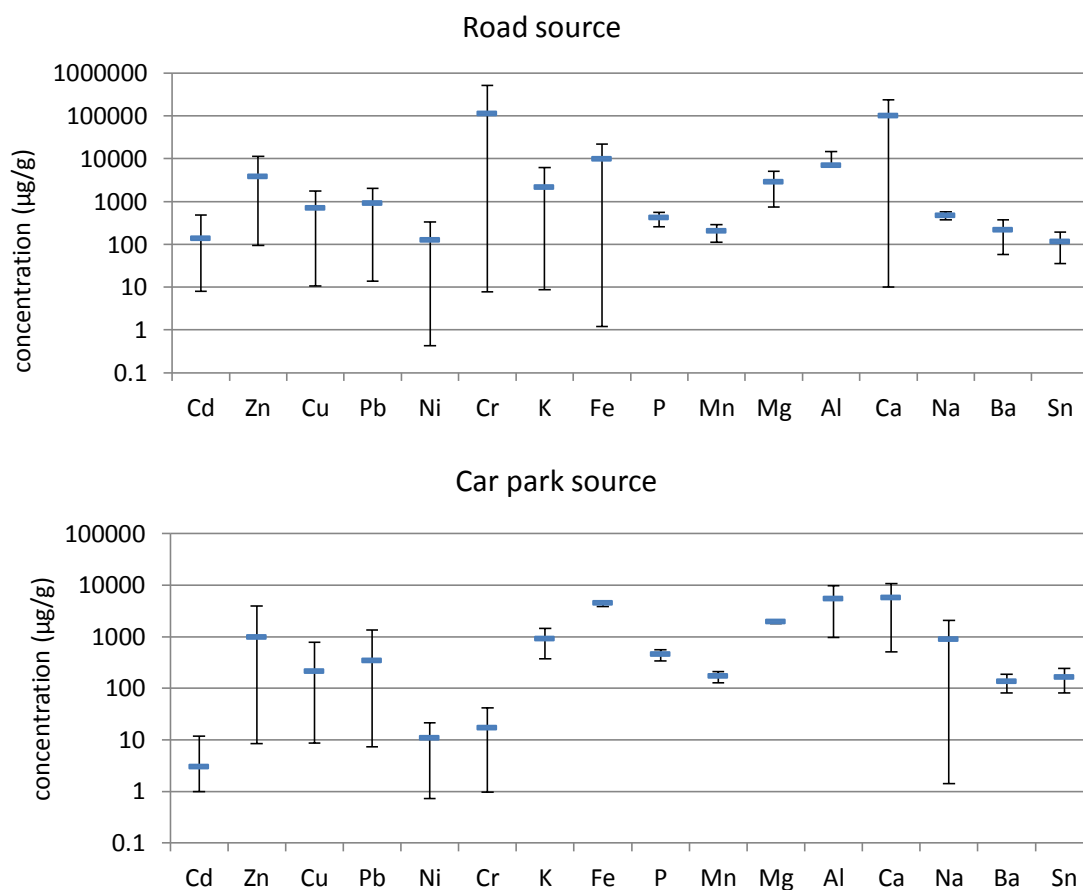 Road source
concentration (µg/g)
1000000
100000
10000
1000
100
10
1
0.1
Cd Zn Cu Pb Ni Cr K Fe P Mn Mg Al Ca Na Ba Sn
Car park source
concentration (µg/g)
100000
10000
1000
100
10
1
0.1
Cd Zn Cu Pb Ni Cr K Fe P Mn Mg Al Ca Na Ba Sn